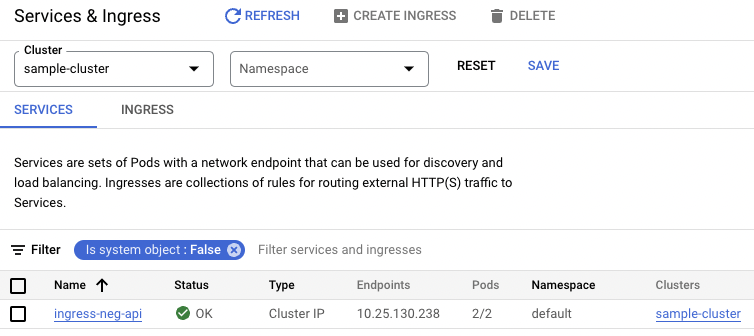 Services & Ingress REFRESH CREATE INGRESS DELETE
Cluster
sample-cluster Namespace RESET SAVE
SERVICES INGRESS
Services are sets of Pods with a network endpoint that can be used for discovery and
load balancing. Ingresses are collections of rules for routing external HTTP(S) traffic to
Services.
Filter Is system object : False Filter services and ingresses
Name Status Type Endpoints Pods Namespace Clusters
ingress-neg-api OK Cluster IP 10.25.130.238 2/2 default sample-cluster